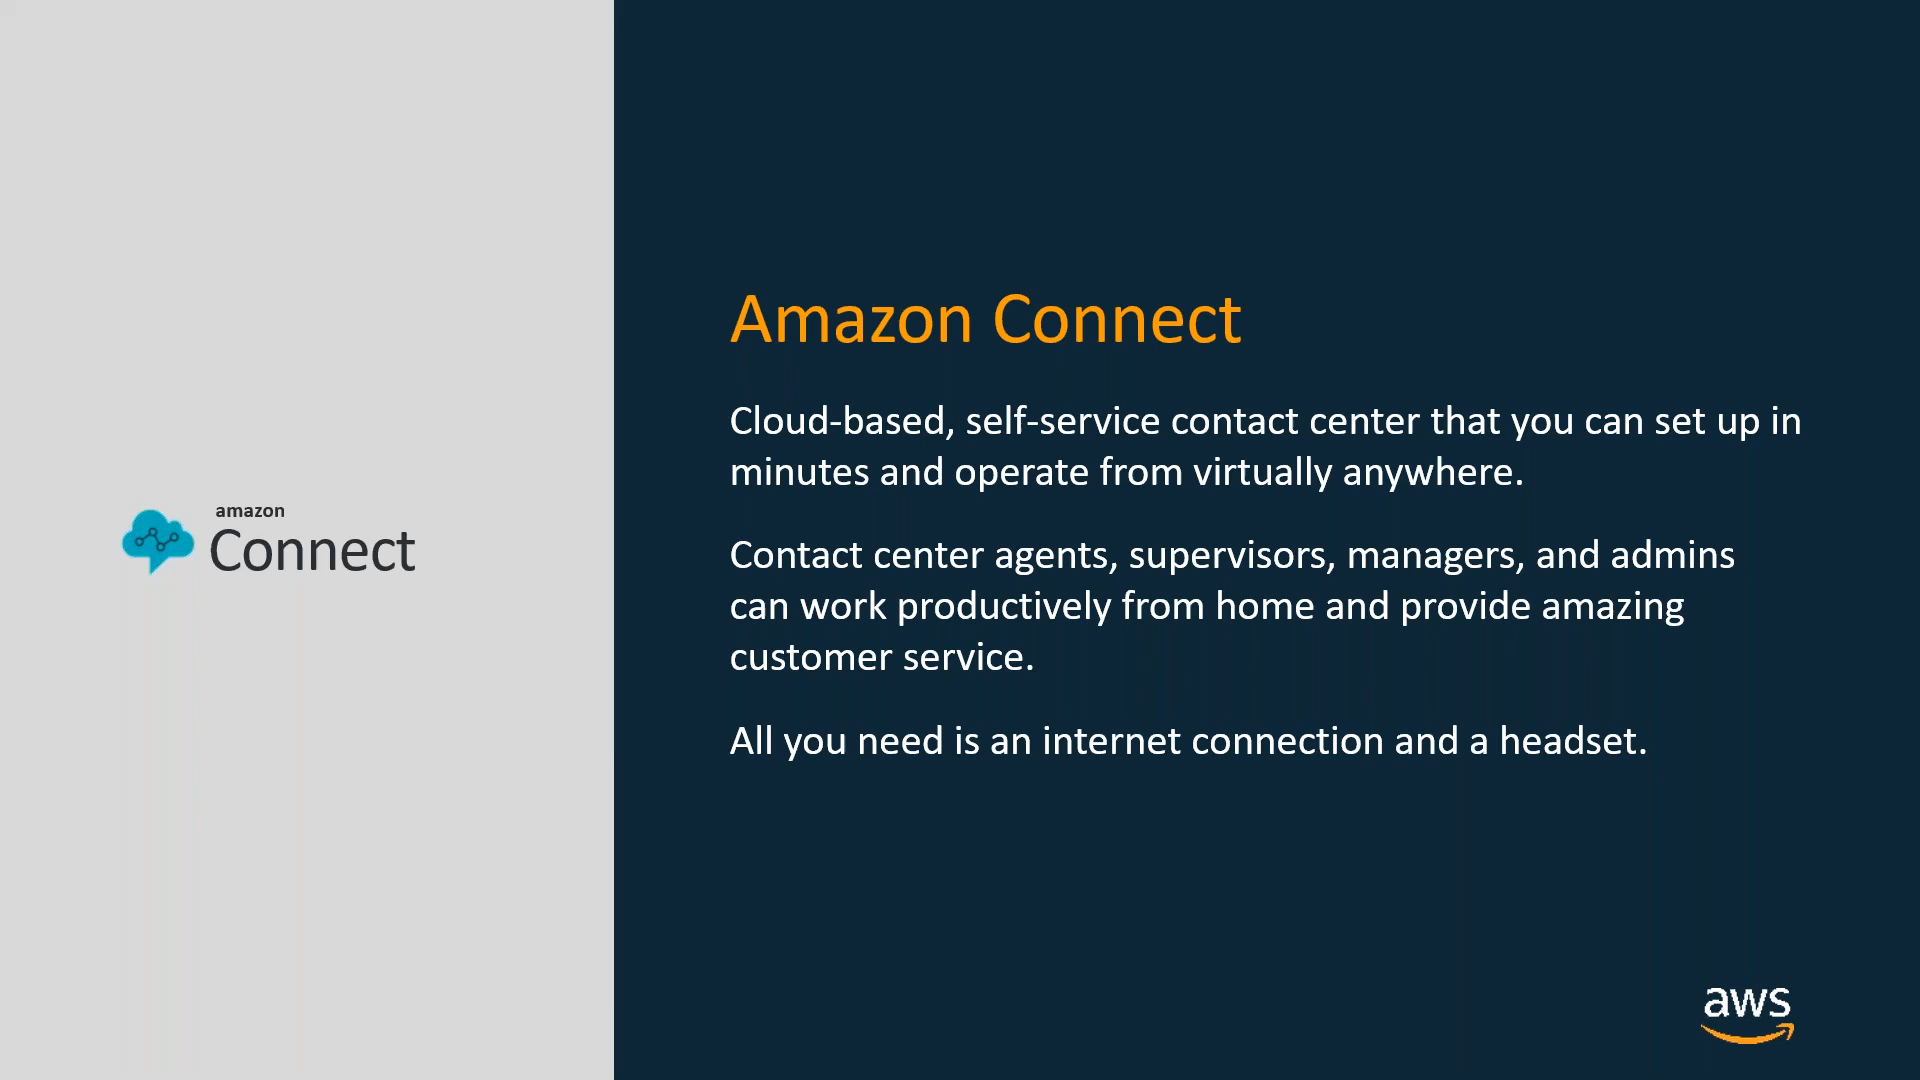 amazon
Connect
Amazon Connect
Cloud-based, self-service contact center that you can set up in
minutes and operate from virtually anywhere.
Contact center agents, supervisors, managers, and admins
can work productively from home and provide amazing
customer service.
All you need is an internet connection and a headset.
aws